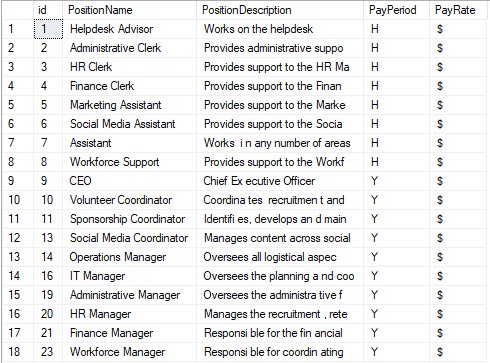 id PositionName PositionDescription PayPeriod PayRate
1 1 Helpdesk Advisor Works on the helpdesk H $
2 2 Administrative Clerk Provides administrative suppo H $
3 3 HR Clerk Provides support to the HR Ma H $
4 4 Finance Clerk Provides support to the Finan H $
5 5 Marketing Assistant Provides support to the Marke H $
6 6 Social Media Assistant Provides support to the Socia H $
7 7 Assistant Works i n any number of areas H $
8 8 Workforce Support Provides support to the Workf H $
9 9 CEO Chief Ex ecutive Officer Y $
10 10 Volunteer Coordinator Coordina tes recruitmen t and Y $
11 11 Sponsorship Coordinator Identifi es, develops an d main Y $
12 13 Social Media Coordinator Manages content across social Y $
13 14 Operations Manager Oversees all logistical aspec Y $
14 16 IT Manager Oversees the planning a nd coo Y $
15 19 Administrative Manager Oversees the administra tive f Y $
16 20 HR Manager Manages the recruitment , rete Y $
17 21 Finance Manager Responsi ble for the fin ancial Y $
18 23 Workforce Manager Responsi ble for coordin ating Y $